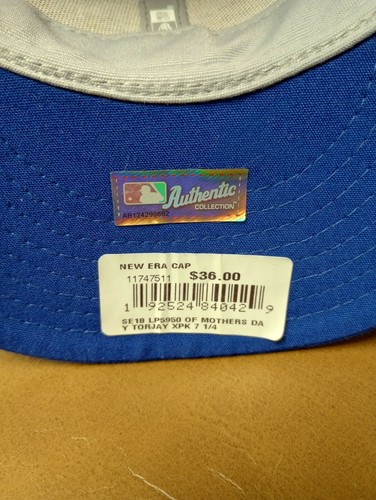 Authentic
COLLECTION
NEW ERA CAP
11747511 $36.00
1 92524 84042 9
SE18 LP5950 OF MOTHERS DA
Y TORJAY XPK 7 1/4